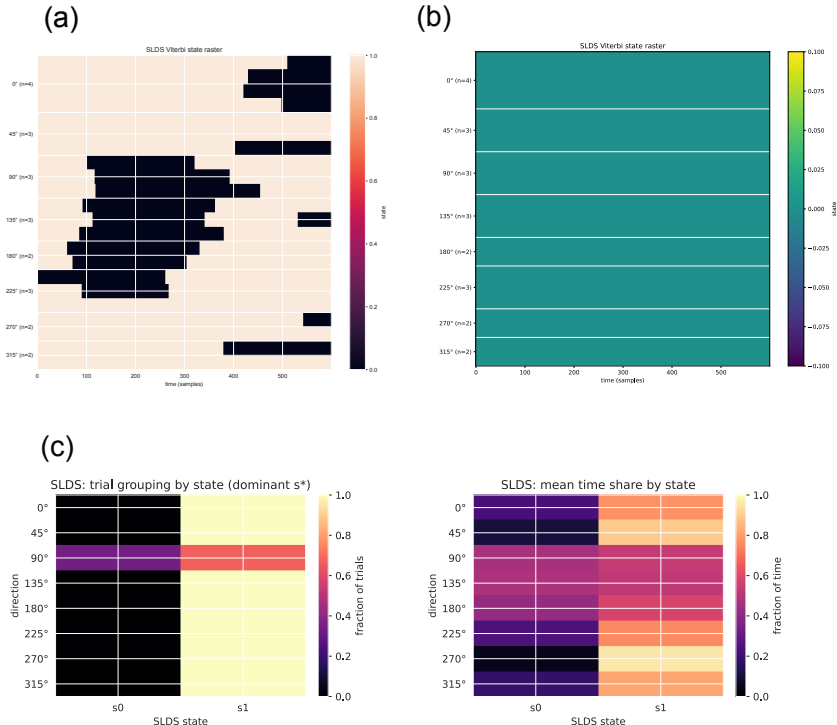 (a)
SLDS Viterbi state raster
0° (n=4)
45° (n=3)
90° (n=3)
135° (n=3)
180° (n=2)
225° (n=3)
270° (n=2)
315° (n=2)
0
100
200
300
400
500
time (samples)
1.0
0.8
0.6
0.4
0.2
0.0
state
(b)
SLDS Viterbi state raster
0° (n=4)
45° (n=3)
90° (n=3)
135° (n=3)
180° (n=2)
225° (n=3)
270° (n=2)
315° (n=2)
0
100
200
300
400
500
time (samples)
0.100
0.075
0.050
0.025
0.000
−0.025
−0.050
−0.075
−0.100
state
(c)
SLDS: trial grouping by state (dominant s*)
direction
0°
45°
90°
135°
180°
225°
270°
315°
s0
s1
SLDS state
1.0
0.8
0.6
0.4
0.2
0.0
fraction of trials
SLDS: mean time share by state
direction
0°
45°
90°
135°
180°
225°
270°
315°
s0
s1
SLDS state
1.0
0.8
0.6
0.4
0.2
0.0
fraction of time